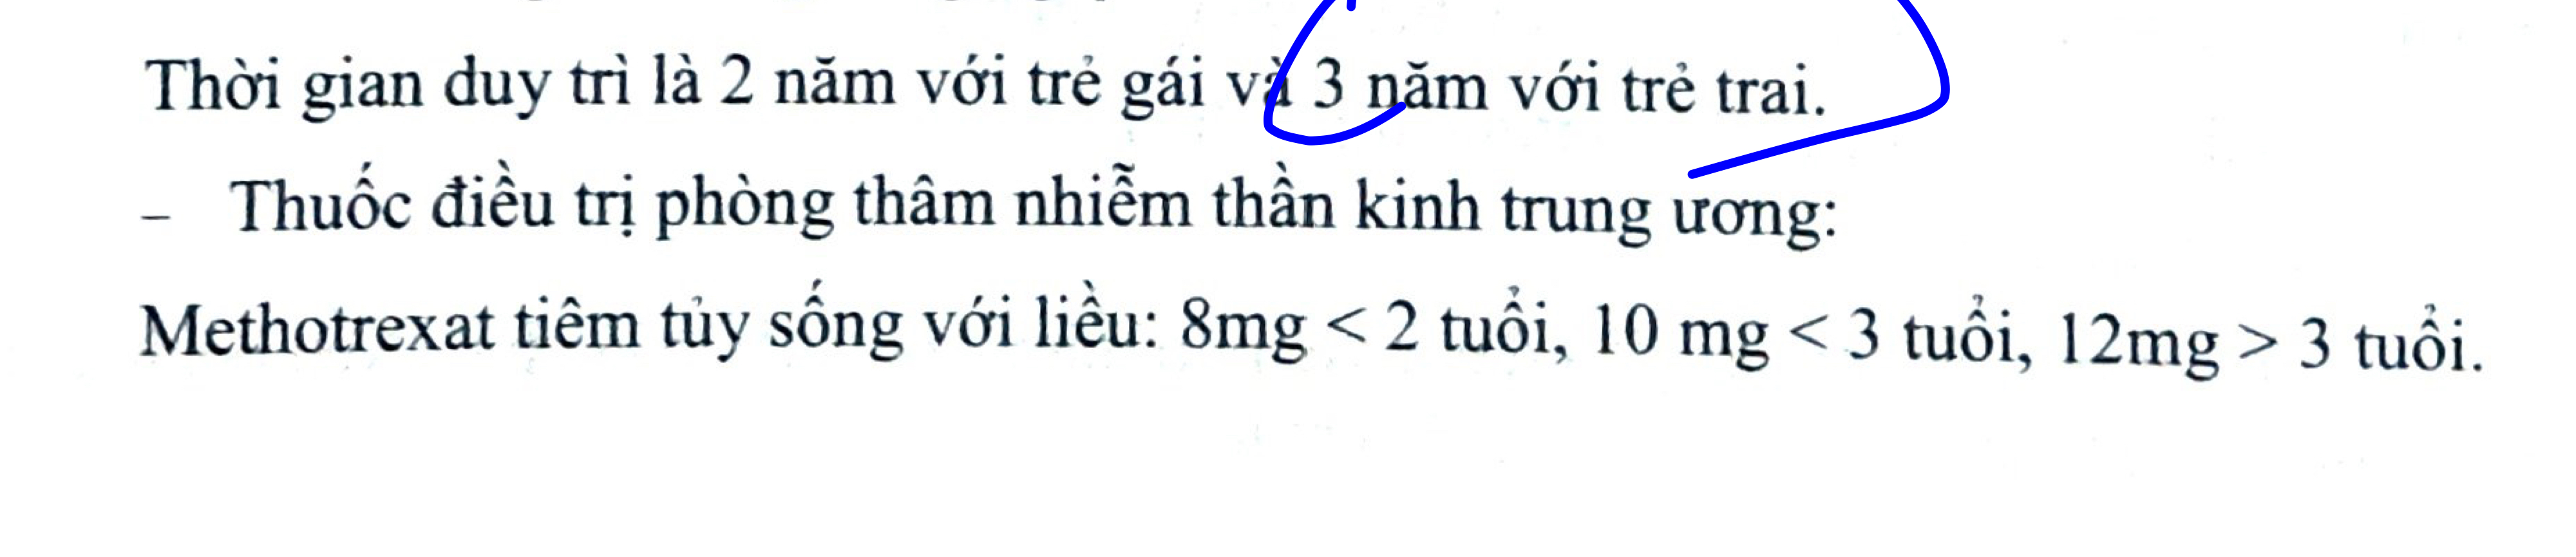 Thời gian duy trì là 2 năm với trẻ gái và 3 năm với trẻ trai.
– Thuốc điều trị phòng thâm nhiễm thần kinh trung ương:
Methotrexat tiêm tủy sống với liều: 8mg < 2 tuổi, 10 mg < 3 tuổi, 12mg > 3 tuổi.